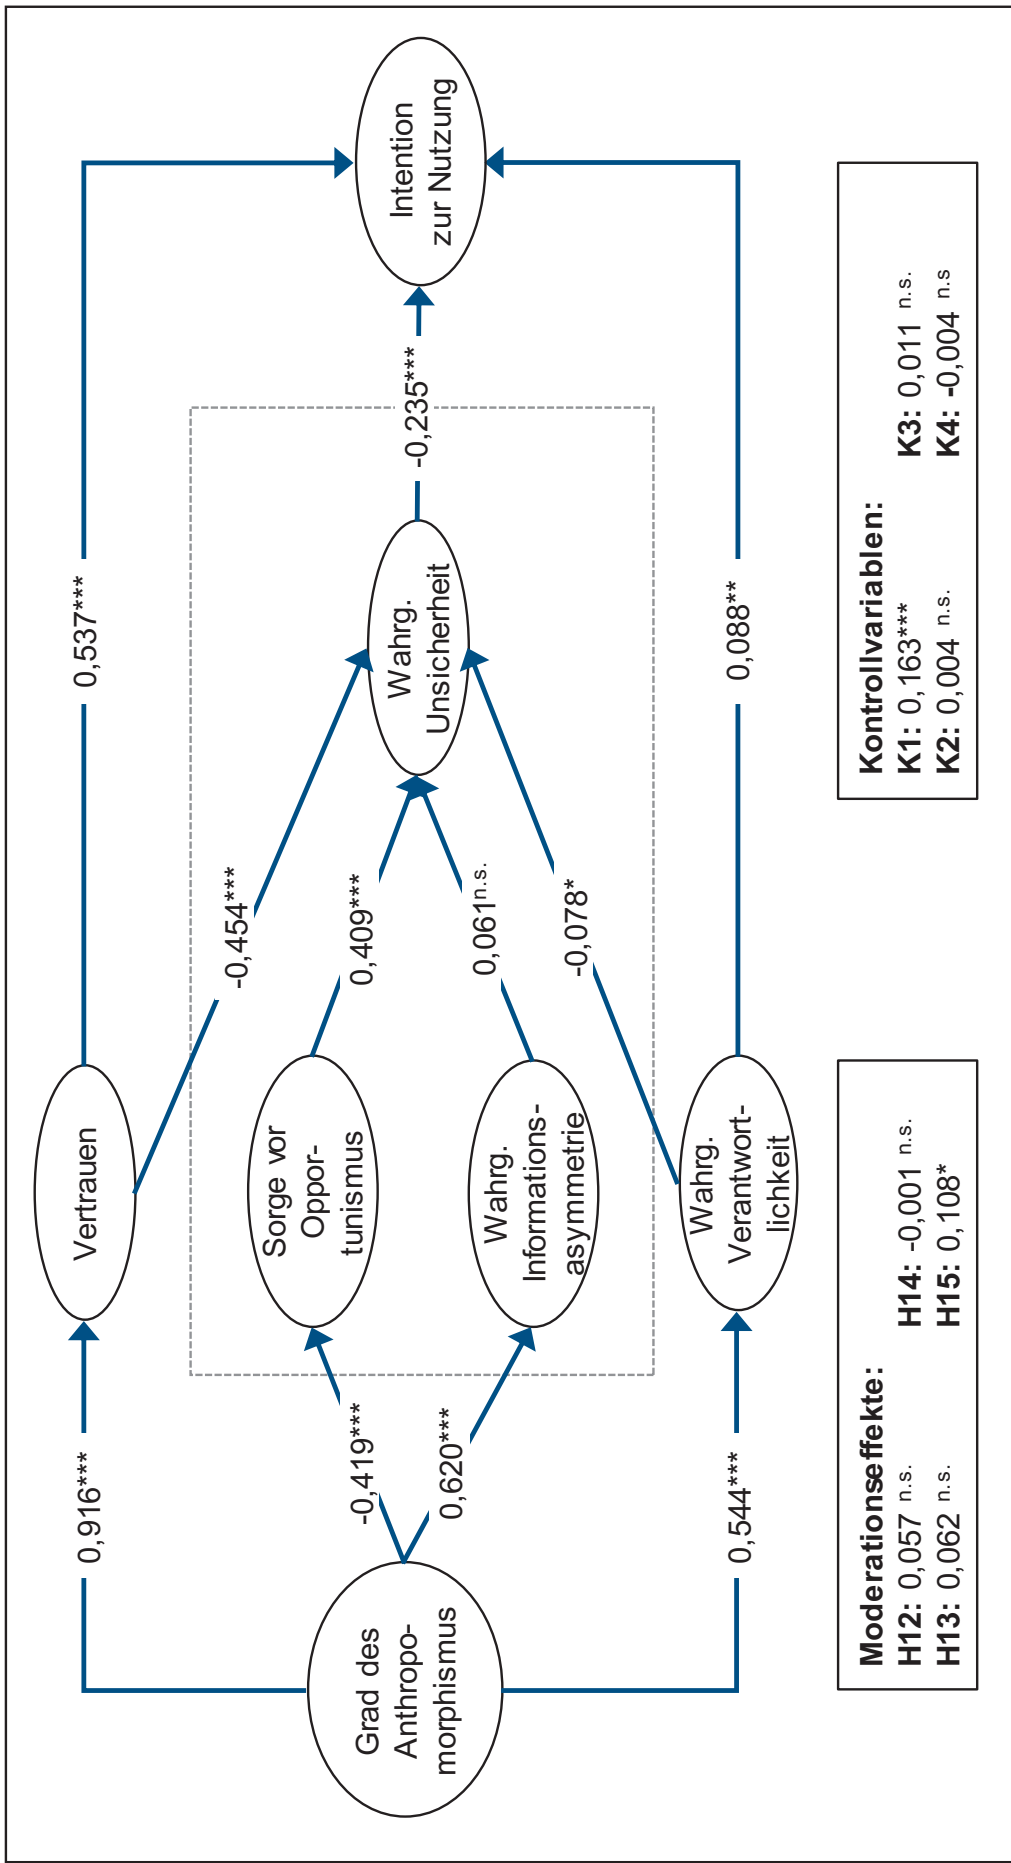 Grad des
Anthropo-
morphismus
0,916***
-0,419***
0,620***
0,544***
Vertrauen
Sorge vor
Oppor-
tunismus
Wahrg.
Informations-
asymmetrie
Wahrg.
Verantwort-
lichkeit
0,537***
-0,454***
0,409***
0,061n.s.
-0,078*
0,088**
Wahrg.
Unsicherheit
-0,235***
Intention
zur Nutzung
Moderationseffekte:
H12: 0,057 n.s. H14: -0,001 n.s.
H13: 0,062 n.s. H15: 0,108*
Kontrollvariablen:
K1: 0,163*** K3: 0,011 n.s.
K2: 0,004 n.s. K4: -0,004 n.s